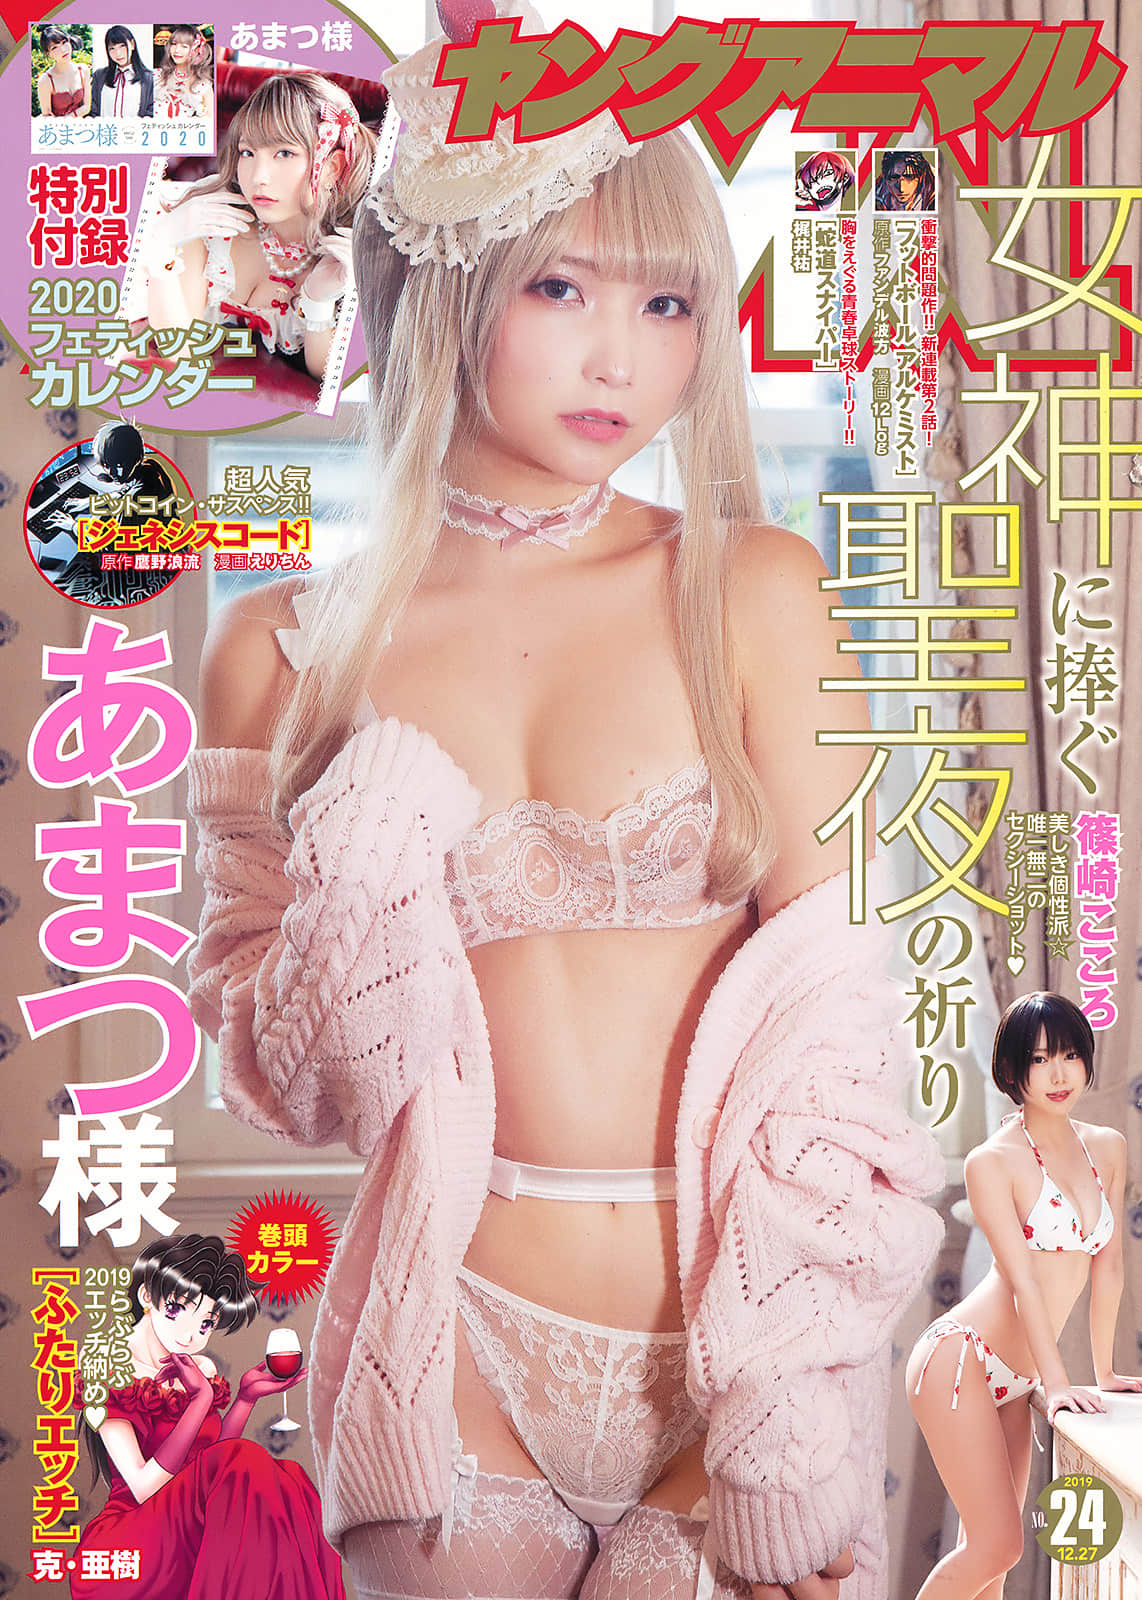 ヤングアニマル
あまつ様
あまつ様
フェティッシュカレンダー
2020
特別
付録
2020
フェティッシュ
カレンダー
超人気
ビットコイン・サスペンス!!
[ジェネシスコード]
原作 鷹野浪流 漫画 えりちん
衝撃的問題作!! 新連載第2話!
[フットボールアルケミスト]
原作 ファンデル波方 漫画 12Log
胸をえぐる青春卓球ストーリー!!
[蛇道スナイパー]
梶井祐
女神に捧ぐ
聖夜の祈り
篠崎こころ
美しき個性派☆
唯一無二の
セクシーショット♥
あまつ様
巻頭
カラー
2019らぶらぶ
エッチ納め♥
[ふたりエッチ]
克・亜樹
2019
NO. 24
12.27